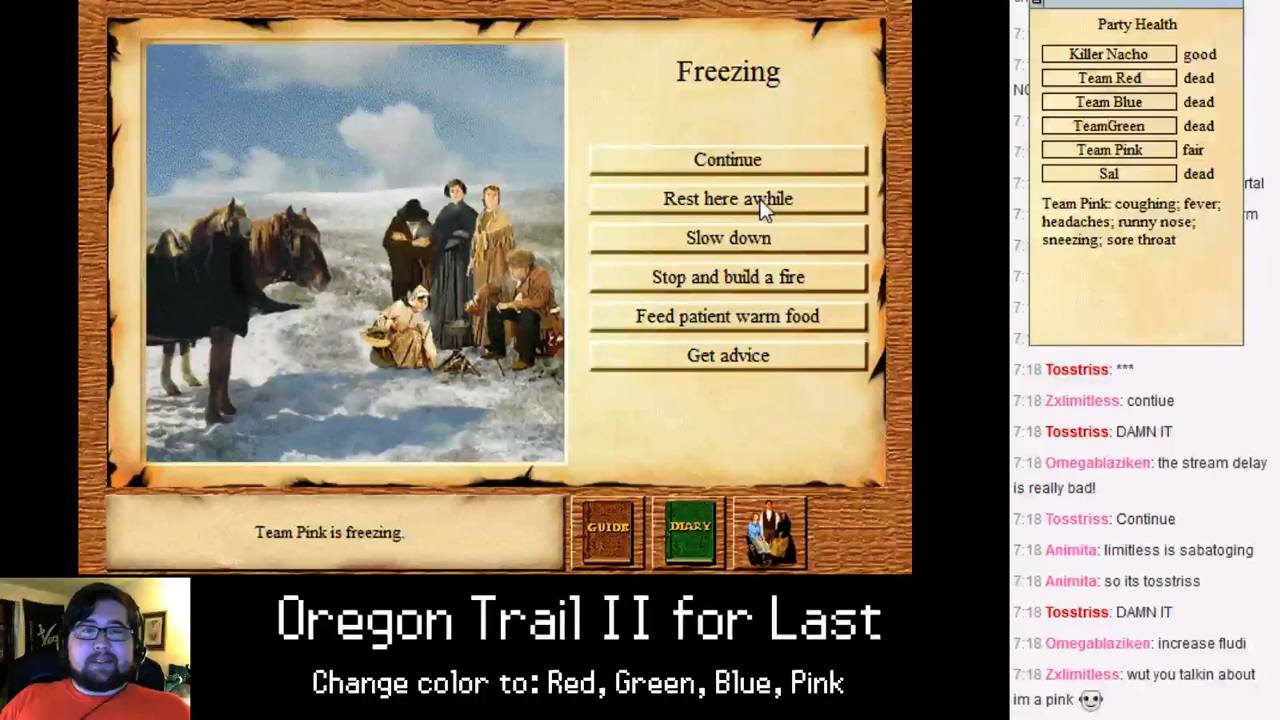 Freezing
Continue
Rest here awhile
Slow down
Stop and build a fire
Feed patient warm food
Get advice
Team Pink is freezing.
GUIDE
DIARY
Oregon Trail II for Last
Change color to: Red, Green, Blue, Pink
Party Health
Killer Nacho good
Team Red dead
Team Blue dead
TeamGreen dead
Team Pink fair
Sal dead
Team Pink: coughing; fever;
headaches; runny nose;
sneezing; sore throat
7:18 Tosstriss: ***
7:18 Zxlimitless: contiue
7:18 Tosstriss: DAMN IT
7:18 Omegablaziken: the stream delay
is really bad!
7:18 Tosstriss: Continue
7:18 Animita: limitless is sabatoging
7:18 Animita: so its tosstriss
7:18 Tosstriss: DAMN IT
7:18 Omegablaziken: increase fludi
7:18 Zxlimitless: wut you talkin about
im a pink